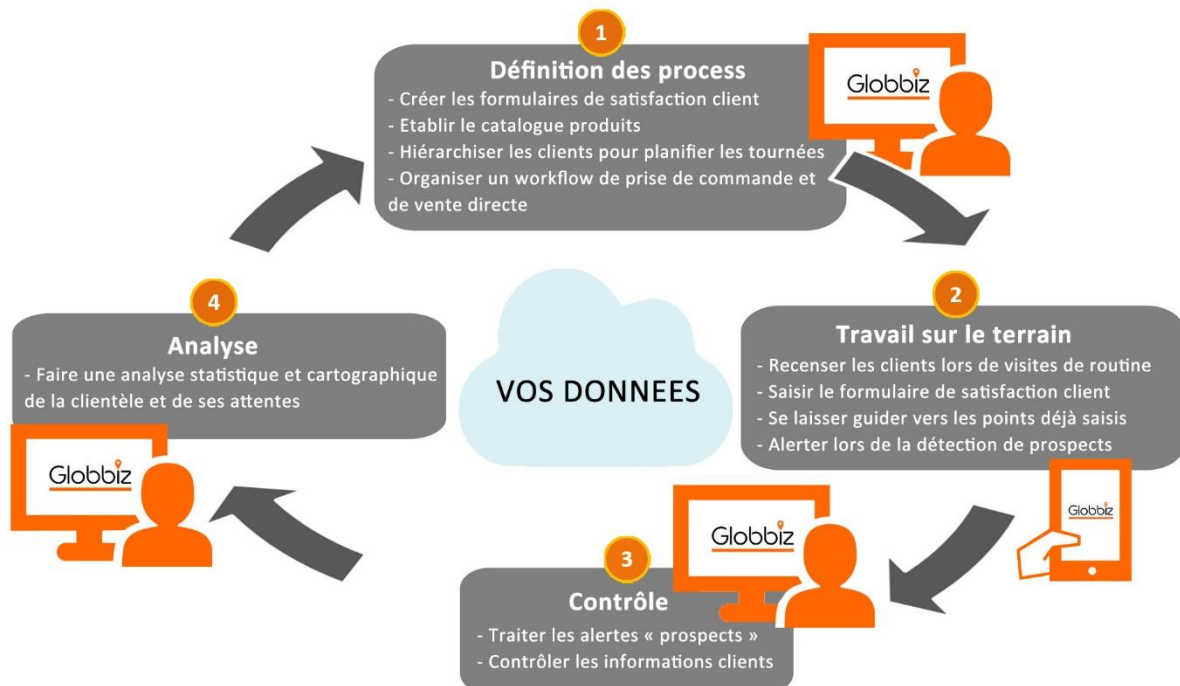 1
Définition des process
- Créer les formulaires de satisfaction client
- Etablir le catalogue produits
- Hiérarchiser les clients pour planifier les tournées
- Organiser un workflow de prise de commande et
de vente directe
Globbiz
2
Travail sur le terrain
- Recenser les clients lors de visites de routine
- Saisir le formulaire de satisfaction client
- Se laisser guider vers les points déjà saisis
- Alerter lors de la détection de prospects
Globbiz
3
Contrôle
- Traiter les alertes « prospects »
- Contrôler les informations clients
Globbiz
4
Analyse
- Faire une analyse statistique et cartographique
de la clientèle et de ses attentes
Globbiz
VOS DONNEES